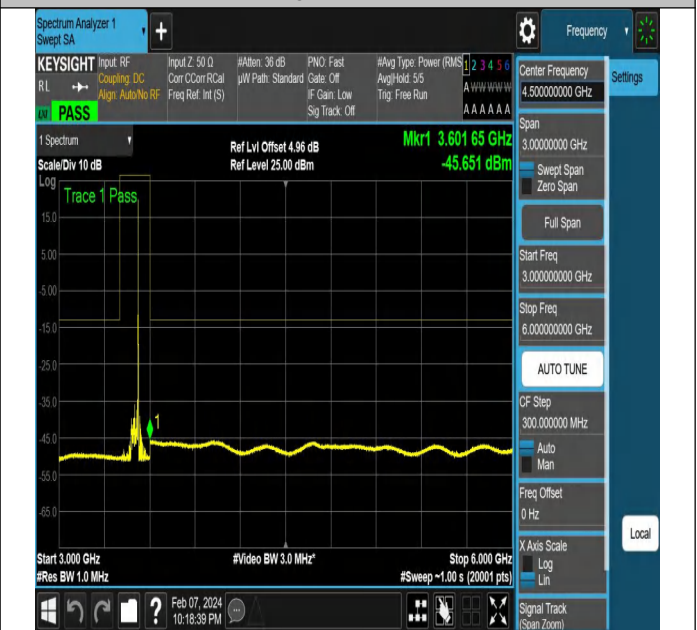 Spectrum Analyzer 1
Swept SA
+
Frequency
KEYSIGHT
RL
Input: RF
Coupling: DC
Align: Auto/No RF
Input Z: 50 Ω
Corr CCorr RCal
Freq Ref: Int (S)
#Atten: 36 dB
µW Path: Standard
PNO: Fast
Gate: Off
IF Gain: Low
Sig Track: Off
#Avg Type: Power (RMS
Avg|Hold: 5/5
Trig: Free Run
1 2 3 4 5 6
A W W W W W
A A A A A A
PASS
1 Spectrum
Scale/Div 10 dB
Ref Lvl Offset 4.96 dB
Ref Level 25.00 dBm
Mkr1 3.601 65 GHz
-45.651 dBm
Log
Trace 1 Pass
15.0
5.00
-5.00
-15.0
-25.0
-35.0
-45.0
-55.0
-65.0
1
Start 3.000 GHz
#Res BW 1.0 MHz
#Video BW 3.0 MHz*
Stop 6.000 GHz
#Sweep ~1.00 s (20001 pts)
Feb 07, 2024
10:18:39 PM
Center Frequency
4.500000000 GHz
Settings
Span
3.00000000 GHz
Swept Span
Zero Span
Full Span
Start Freq
3.000000000 GHz
Stop Freq
6.000000000 GHz
AUTO TUNE
CF Step
300.000000 MHz
Auto
Man
Freq Offset
0 Hz
X Axis Scale
Log
Lin
Local
Signal Track
(Span Zoom)